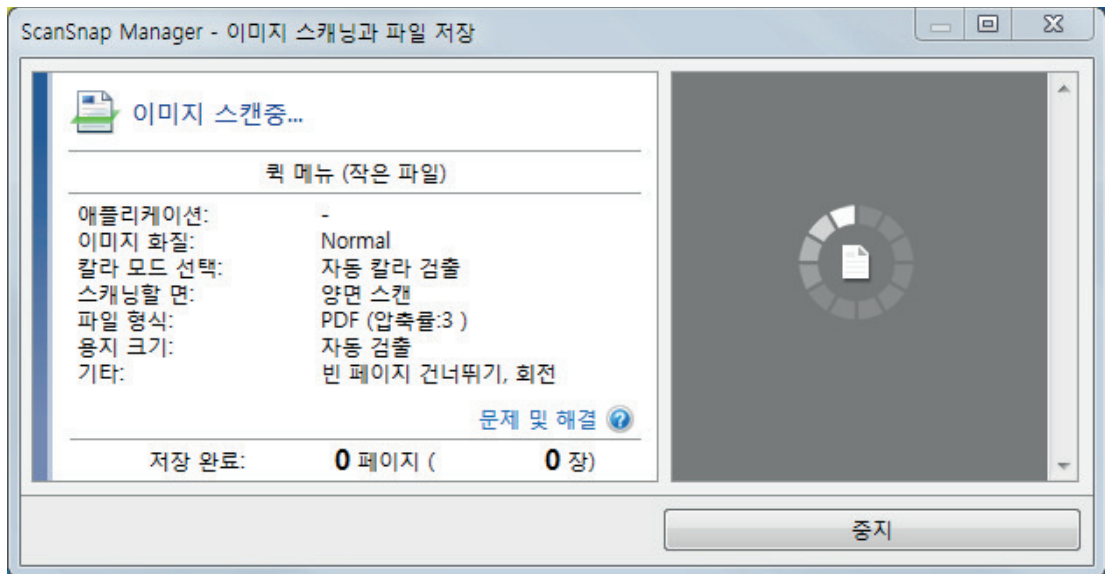 ScanSnap Manager - 이미지 스캐닝과 파일 저장
이미지 스캔중...
퀵 메뉴 (작은 파일)
애플리케이션: -
이미지 화질: Normal
칼라 모드 선택: 자동 칼라 검출
스캐닝할 면: 양면 스캔
파일 형식: PDF (압축률:3 )
용지 크기: 자동 검출
기타: 빈 페이지 건너뛰기, 회전
문제 및 해결 ?
저장 완료: 0 페이지 ( 0 장)
중지